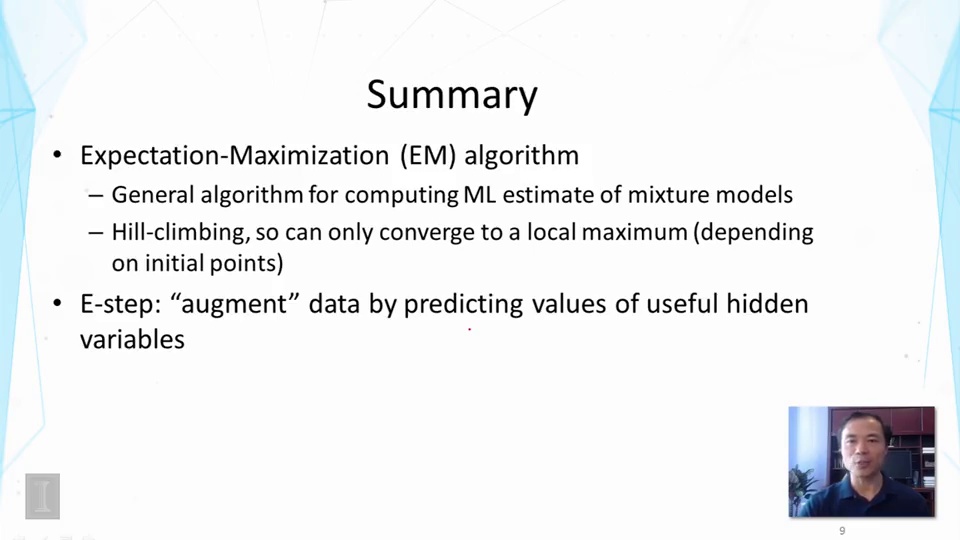 Summary
• Expectation-Maximization (EM) algorithm
– General algorithm for computing ML estimate of mixture models
– Hill-climbing, so can only converge to a local maximum (depending
on initial points)
• E-step: “augment” data by predicting values of useful hidden
variables
I
9